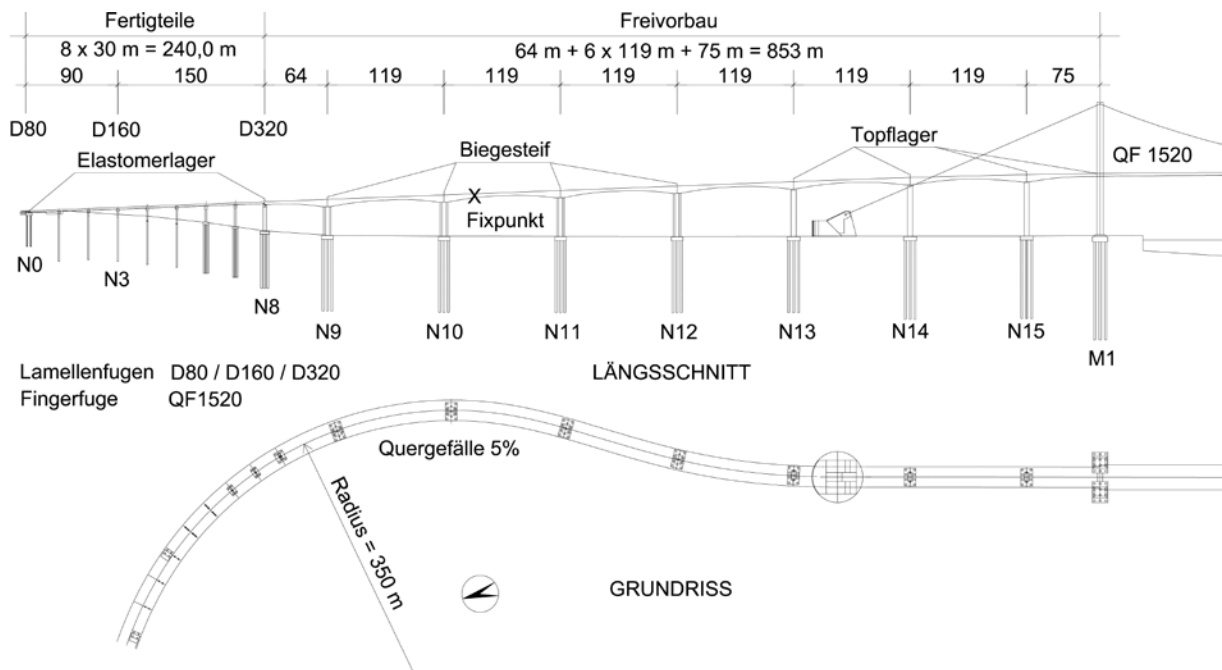 Fertigteile
Freivorbau
8 x 30 m = 240,0 m
64 m + 6 x 119 m + 75 m = 853 m
90
150
64
119
119
119
119
119
119
75
D80
D160
D320
Elastomerlager
Biegesteif
Topflager
QF 1520
X
Fixpunkt
N0
N3
N8
N9
N10
N11
N12
N13
N14
N15
M1
Lamellenfugen D80 / D160 / D320
LÄNGSSCHNITT
Fingerfuge QF1520
Quergefälle 5%
Radius = 350 m
GRUNDRISS